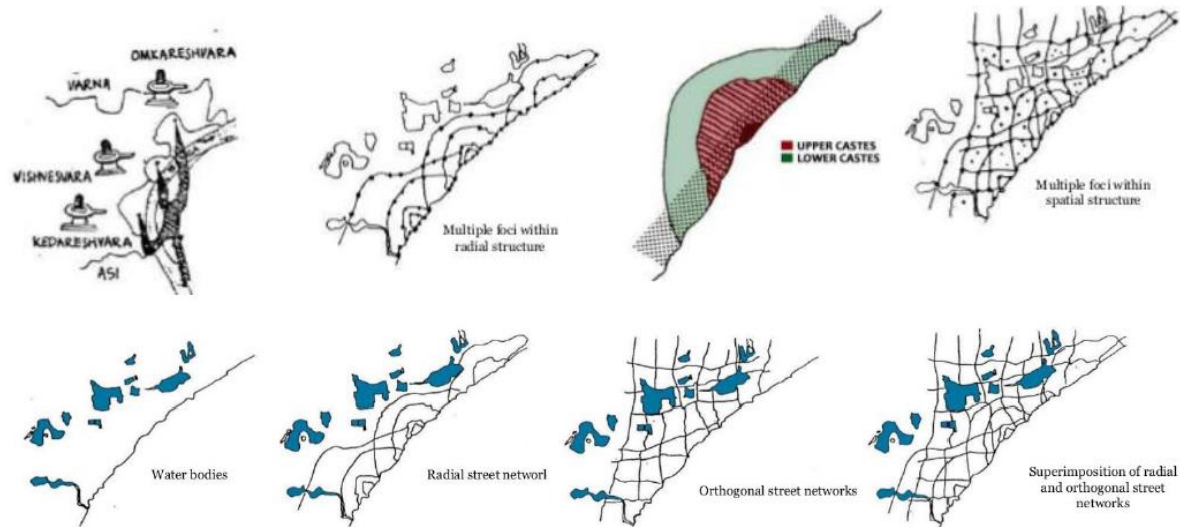 OMKARESHVARA
VARNA
VISHNESVARA
KEDARESHVARA
ASI
Multiple foci within
radial structure
UPPER CASTES
LOWER CASTES
Multiple foci within
spatial structure
Water bodies
Radial street networl
Orthogonal street networks
Superimposition of radial
and orthogonal street
networks